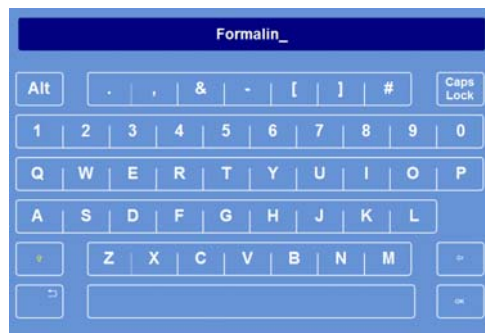 Formalin_
Alt . , & - [ ] # Caps Lock
1 2 3 4 5 6 7 8 9 0
Q W E R T Y U I O P
A S D F G H J K L
Z X C V B N M
OK